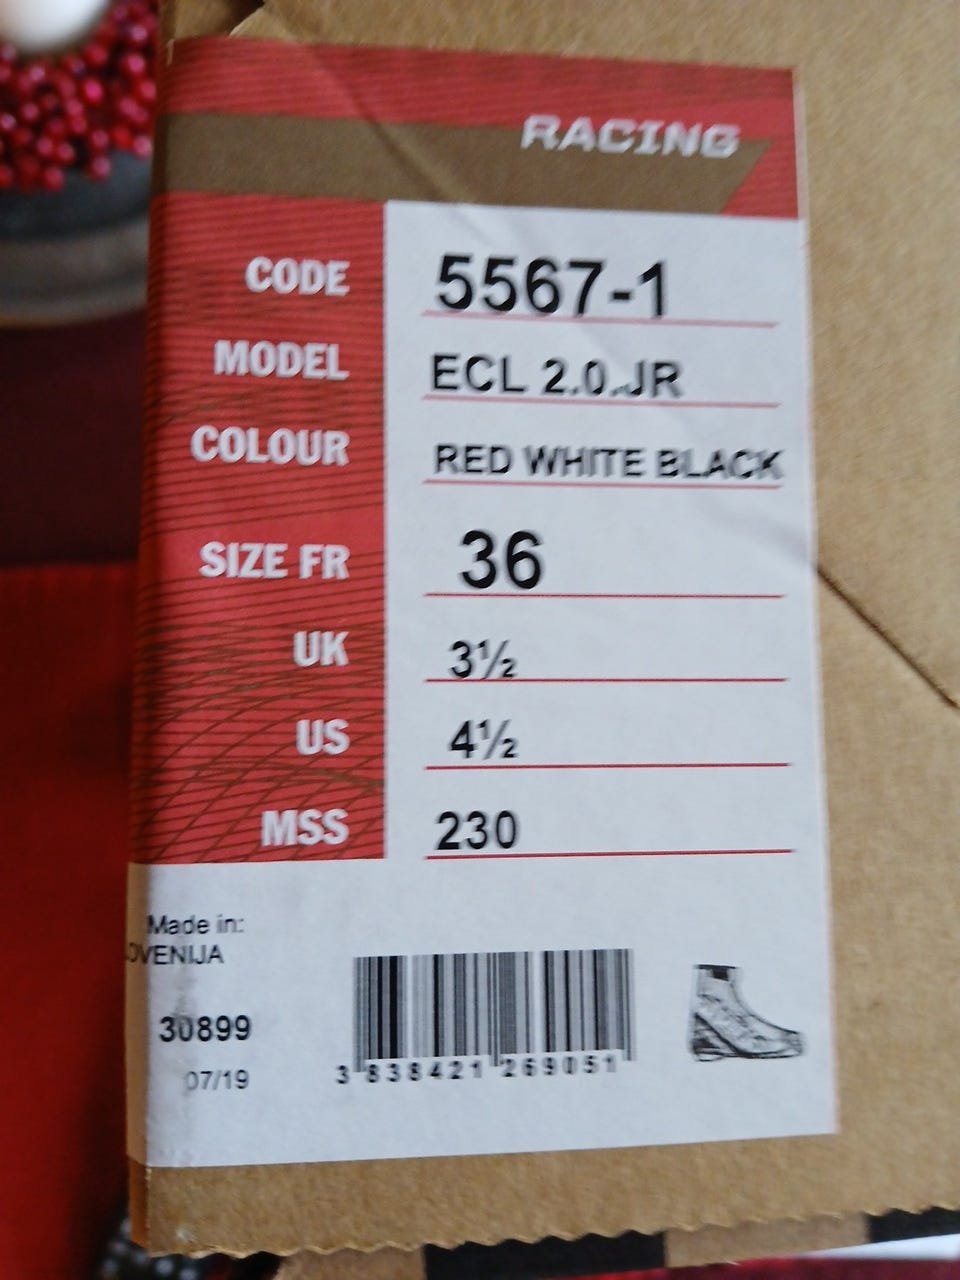 RACING
CODE 5567-1
MODEL ECL 2.0.JR
COLOUR RED WHITE BLACK
SIZE FR 36
UK 3½
US 4½
MSS 230
Made in:
OVENIJA
30899
07/19
3 838421 269051